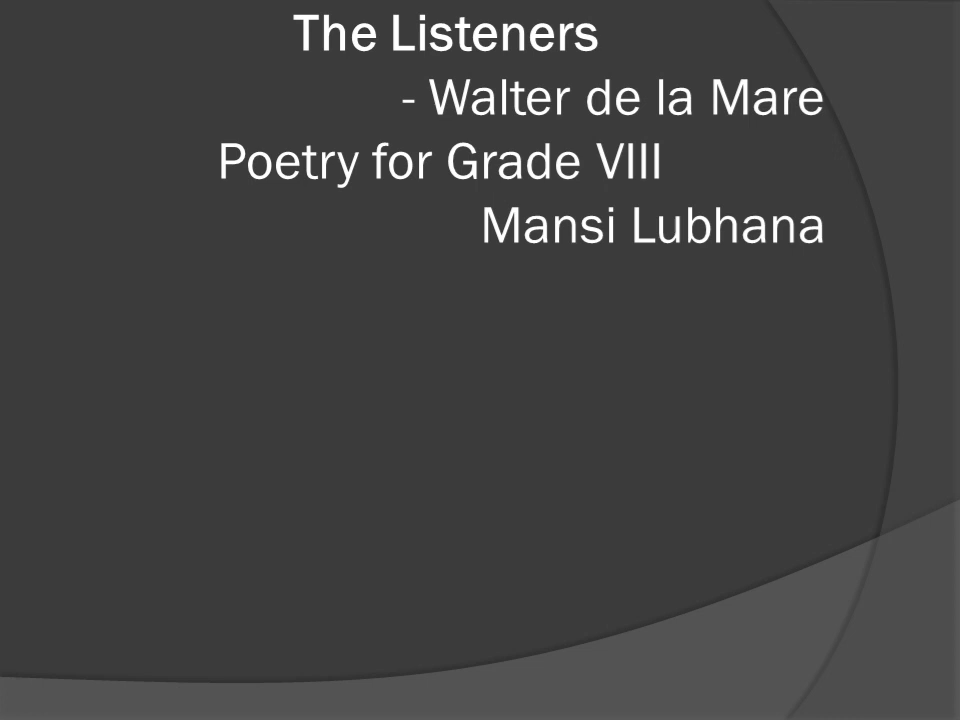 The Listeners
- Walter de la Mare
Poetry for Grade VIII
Mansi Lubhana